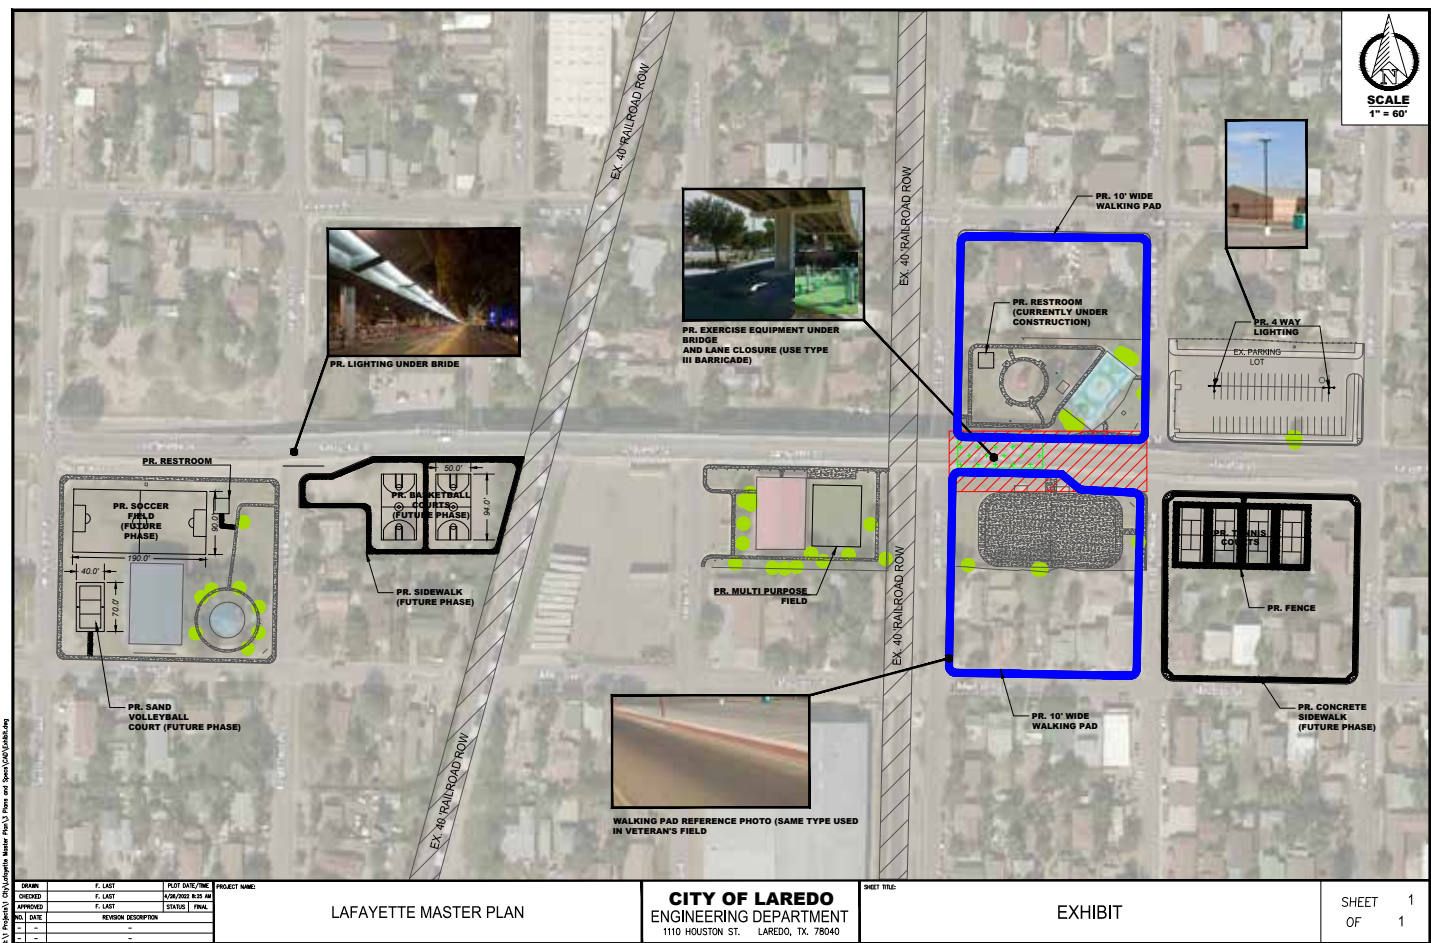 N
SCALE
1" = 60'
EX. 40 'RAILROAD ROW
EX. 40 'RAILROAD ROW
PR. 10' WIDE
WALKING PAD
PR. RESTROOM
(CURRENTLY UNDER
CONSTRUCTION)
PR. 4 WAY
LIGHTING
EX. PARKING
LOT
PR. LIGHTING UNDER BRIDE
PR. EXERCISE EQUIPMENT UNDER
BRIDGE
AND LANE CLOSURE (USE TYPE
III BARRICADE)
PR. RESTROOM
PR. SOCCER
FIELD
(FUTURE
PHASE)
90.0'
190.0'
40.0'
70.0'
50.0'
94.0'
PR. BASKETBALL
COURTS
(FUTURE PHASE)
PR. SIDEWALK
(FUTURE PHASE)
PR. MULTI PURPOSE
FIELD
PR. TENNIS
COURTS
PR. FENCE
PR. SAND
VOLLEYBALL
COURT (FUTURE PHASE)
EX. 40 'RAILROAD ROW
EX. 40 'RAILROAD ROW
PR. 10' WIDE
WALKING PAD
PR. CONCRETE
SIDEWALK
(FUTURE PHASE)
WALKING PAD REFERENCE PHOTO (SAME TYPE USED
IN VETERAN'S FIELD
DRAWN F. LAST PLOT DATE/TIME
CHECKED F. LAST 4/28/2022 8:25 AM
APPROVED F. LAST STATUS FINAL
NO. DATE REVISION DESCRIPTION
- - -
- - -
PROJECT NAME:
LAFAYETTE MASTER PLAN
CITY OF LAREDO
ENGINEERING DEPARTMENT
1110 HOUSTON ST. LAREDO, TX. 78040
SHEET TITLE:
EXHIBIT
SHEET 1
OF 1